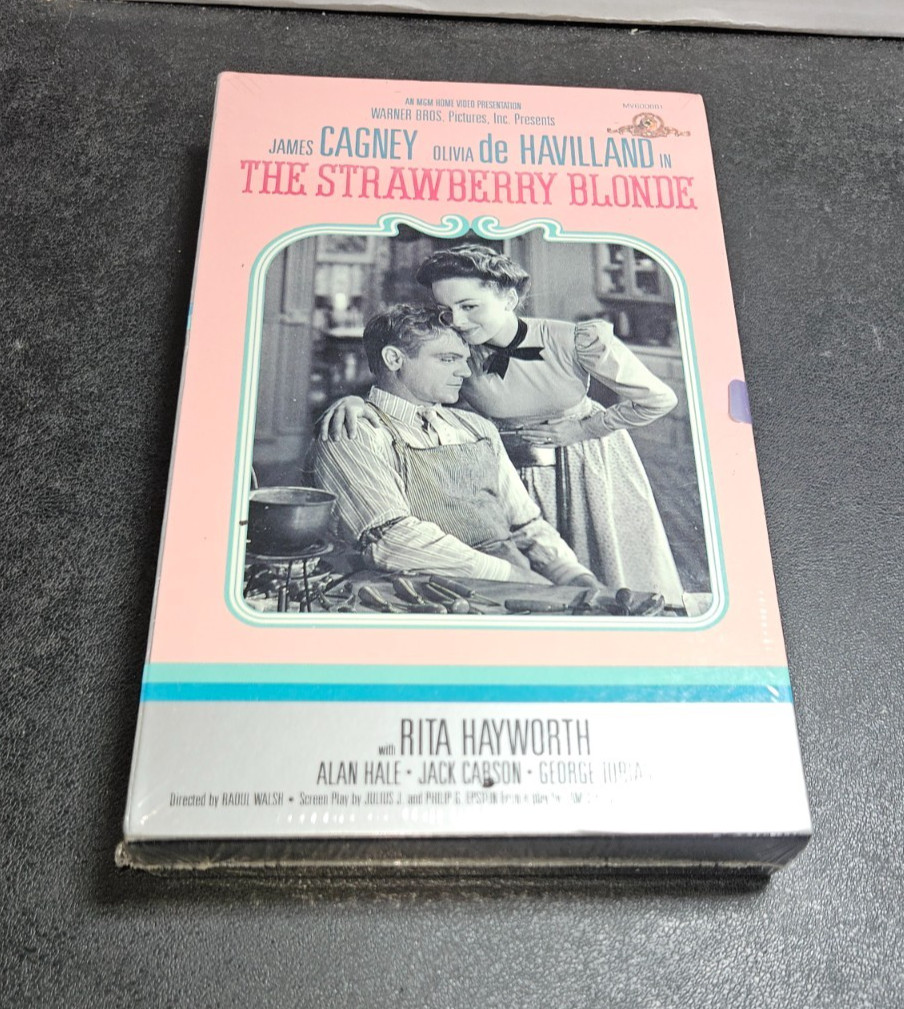 AN MGM HOME VIDEO PRESENTATION
WARNER BROS. Pictures, Inc. Presents
JAMES CAGNEY OLIVIA de HAVILLAND IN
THE STRAWBERRY BLONDE
with RITA HAYWORTH
ALAN HALE • JACK CARSON • GEORGE
Directed by RAOUL WALSH • Screen Play by JULIUS J. and PHILIP G. EPSTEIN